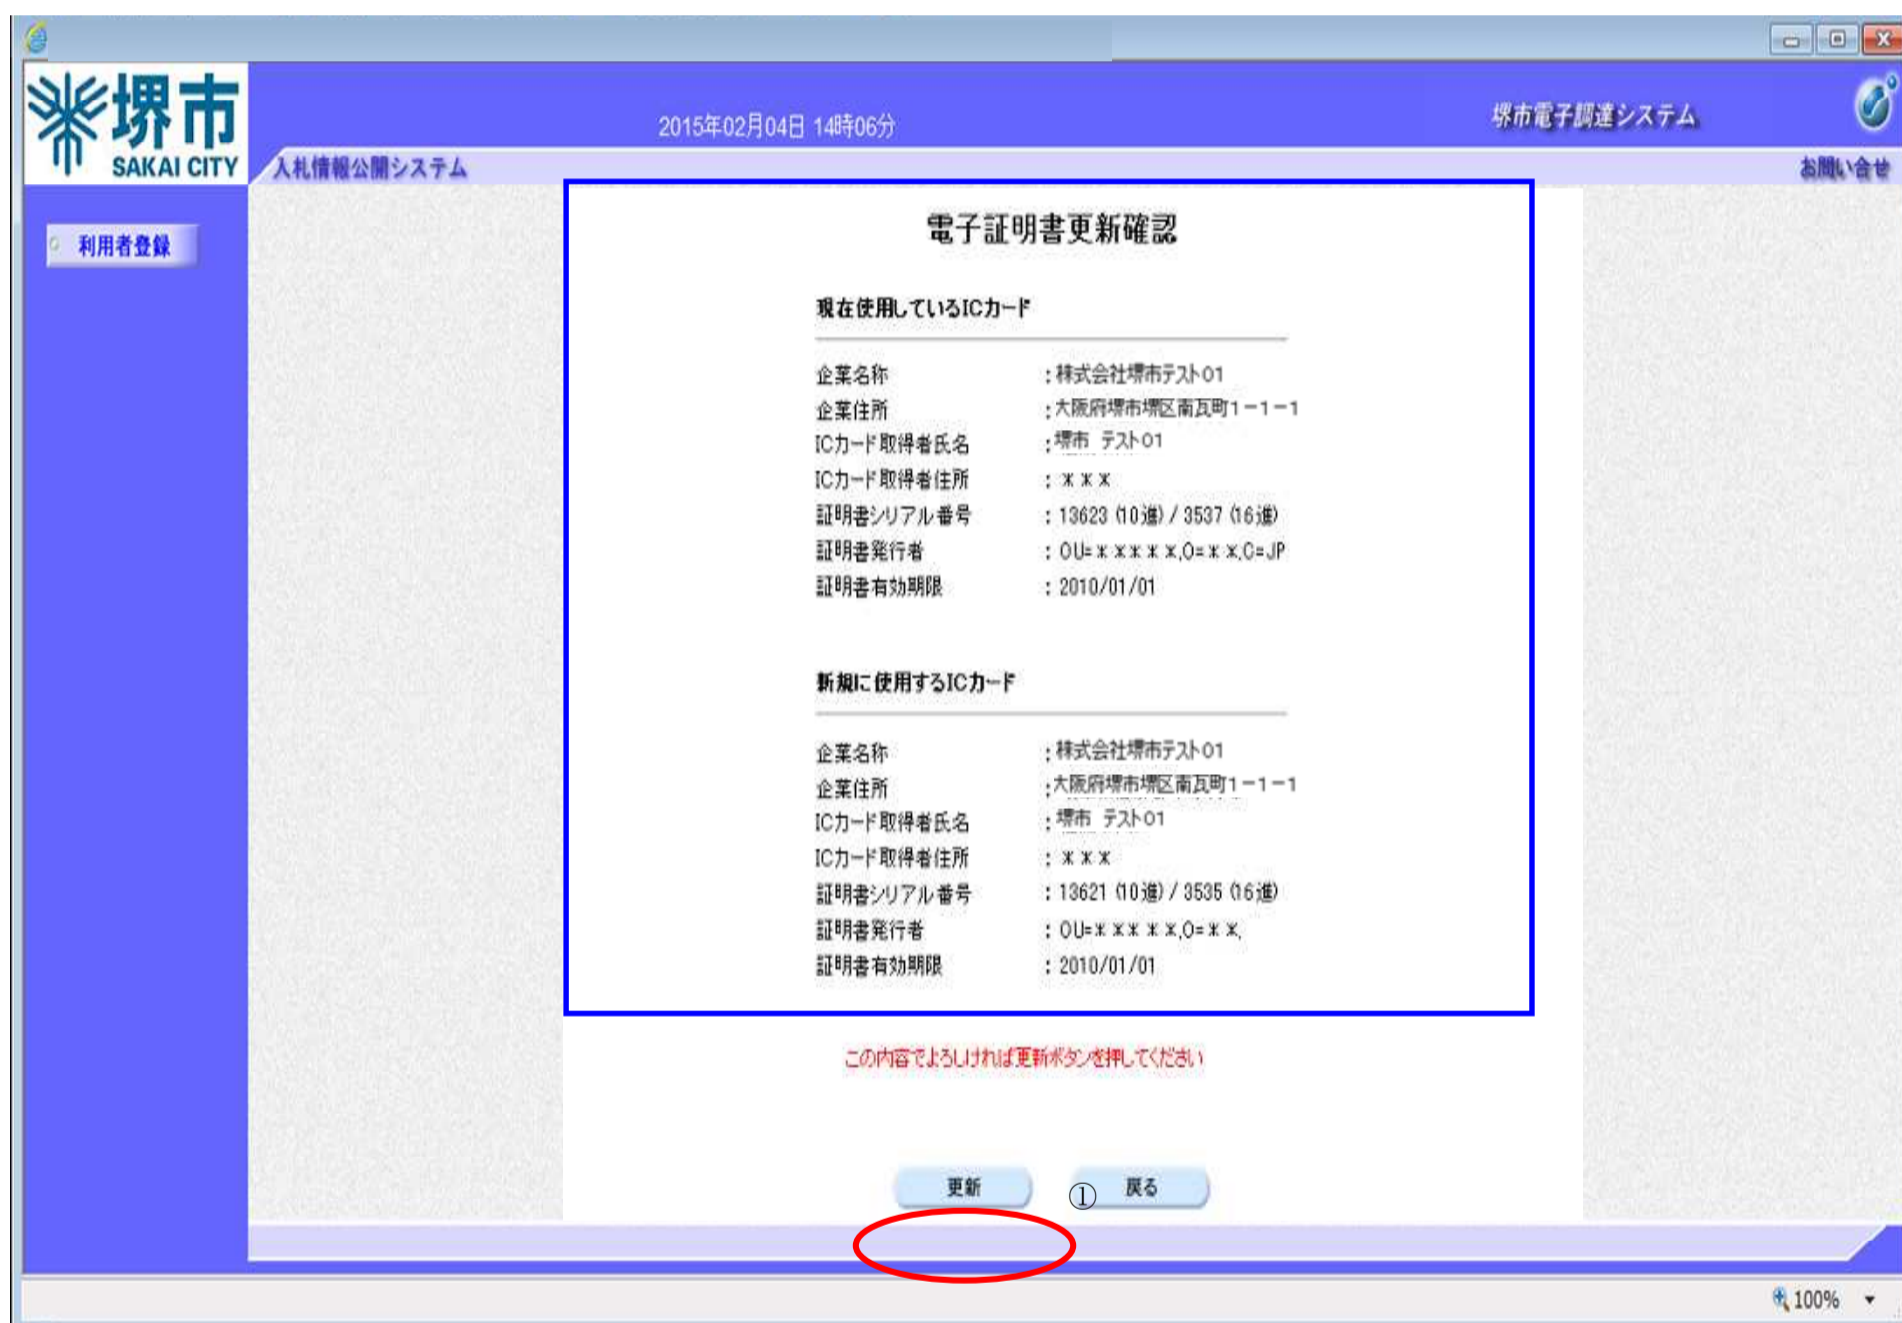 堺市
SAKAI CITY
2015年02月04日 14時06分
堺市電子調達システム
入札情報公開システム
お問い合せ
利用者登録
電子証明書更新確認
現在使用しているICカード
企業名称 : 株式会社堺市テスト01
企業住所 : 大阪府堺市堺区南瓦町1-1-1
ICカード取得者氏名 : 堺市 テスト01
ICカード取得者住所 : ***
証明書シリアル番号 : 13623 (10進) / 3537 (16進)
証明書発行者 : OU=*****,O=**,C=JP
証明書有効期限 : 2010/01/01
新規に使用するICカード
企業名称 : 株式会社堺市テスト01
企業住所 : 大阪府堺市堺区南瓦町1-1-1
ICカード取得者氏名 : 堺市 テスト01
ICカード取得者住所 : ***
証明書シリアル番号 : 13621 (10進) / 3535 (16進)
証明書発行者 : OU=*****,O=**,
証明書有効期限 : 2010/01/01
この内容でよろしければ更新ボタンを押してください
更新 ① 戻る
100%